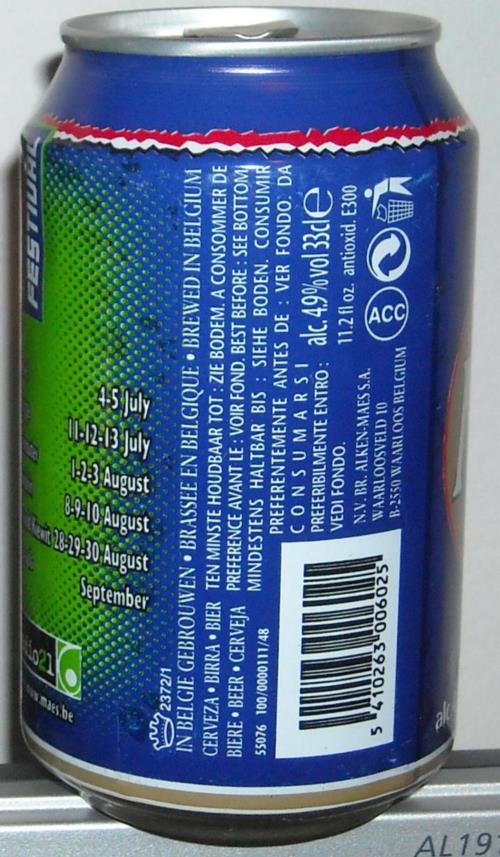 FESTIVAL
4-5 July
11-12-13 July
1-2-3 August
8-9-10 August
28-29-30 August
September
www.maes.be
2372/1
IN BELGIE GEBROUWEN • BRASSEE EN BELGIQUE • BREWED IN BELGIUM
CERVEZA • BIRRA • BIER
BIERE • BEER • CERVEJA
55076 100/0000111/48
TEN MINSTE HOUDBAAR TOT : ZIE BODEM. A CONSOMMER DE
PREFERENCE AVANT LE : VOIR FOND. BEST BEFORE : SEE BOTTOM
MINDESTENS HALTBAR BIS : SIEHE BODEN. CONSUMIR
PREFERENTEMENTE ANTES DE : VER FONDO. DA
CONSUMARSI
PREFERIBILMENTE ENTRO :
VEDI FONDO.
alc. 4.9% vol 33cl e
11.2 fl oz. antioxid. E300
N.V. BR. ALKEN-MAES S.A.
WAARLOOSVELD 10
B-2550 WAARLOOS BELGIUM
ACC
5 410263 006025
alc
AL19